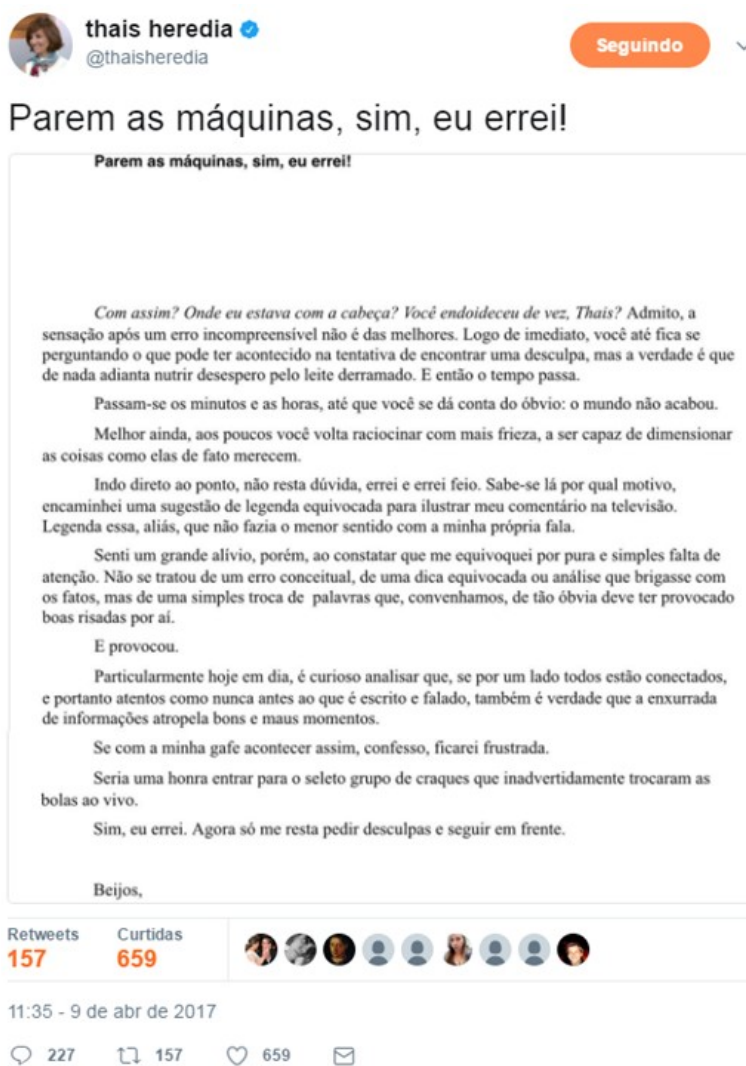 thais heredia
@thaisheredia
Seguindo
Parem as máquinas, sim, eu errei!
Parem as máquinas, sim, eu errei!
Com assim? Onde eu estava com a cabeça? Você endoideceu de vez, Thais? Admito, a
sensação após um erro incompreensível não é das melhores. Logo de imediato, você até fica se
perguntando o que pode ter acontecido na tentativa de encontrar uma desculpa, mas a verdade é que
de nada adianta nutrir desespero pelo leite derramado. E então o tempo passa.
Passam-se os minutos e as horas, até que você se dá conta do óbvio: o mundo não acabou.
Melhor ainda, aos poucos você volta raciocinar com mais frieza, a ser capaz de dimensionar
as coisas como elas de fato merecem.
Indo direto ao ponto, não resta dúvida, errei e errei feio. Sabe-se lá por qual motivo,
encaminhei uma sugestão de legenda equivocada para ilustrar meu comentário na televisão.
Legenda essa, aliás, que não fazia o menor sentido com a minha própria fala.
Senti um grande alívio, porém, ao constatar que me equivoquei por pura e simples falta de
atenção. Não se tratou de um erro conceitual, de uma dica equivocada ou análise que brigasse com
os fatos, mas de uma simples troca de palavras que, convenhamos, de tão óbvia deve ter provocado
boas risadas por aí.
E provocou.
Particularmente hoje em dia, é curioso analisar que, se por um lado todos estão conectados,
e portanto atentos como nunca antes ao que é escrito e falado, também é verdade que a enxurrada
de informações atropela bons e maus momentos.
Se com a minha gafe acontecer assim, confesso, ficarei frustrada.
Seria uma honra entrar para o seleto grupo de craques que inadvertidamente trocaram as
bolas ao vivo.
Sim, eu errei. Agora só me resta pedir desculpas e seguir em frente.
Beijos,
Retweets Curtidas
157 659
11:35 - 9 de abr de 2017
227 157 659